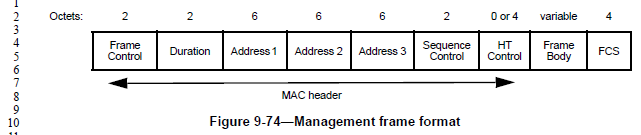 1
2 Octets: 2 2 6 6 6 2 0 or 4 variable 4
3
4 Frame Sequence HT Frame
5 Control Duration Address 1 Address 2 Address 3 Control Control Body FCS
6
7
8 MAC header
9
10 Figure 9-74—Management frame format